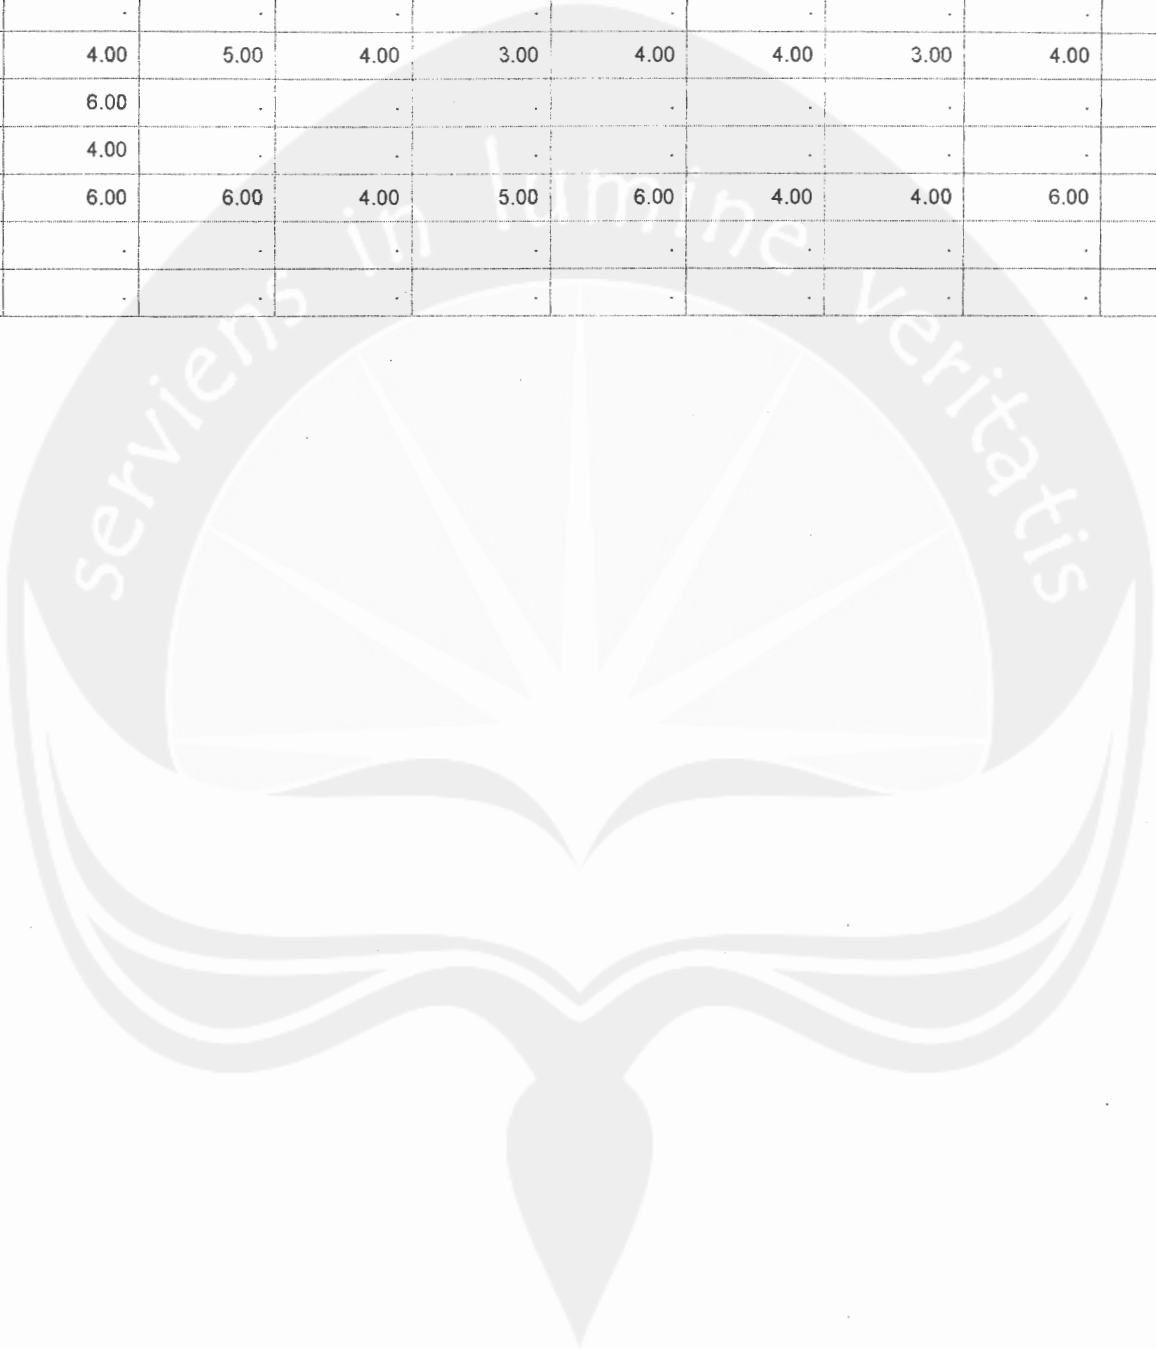 . . . . . . . .
4.00 5.00 4.00 3.00 4.00 4.00 3.00 4.00
6.00 . . . . . . .
4.00 . . . . . . .
6.00 6.00 4.00 5.00 6.00 4.00 4.00 6.00
. . . . . . . .
. . . . . . . .
serviens in lumine veritatis